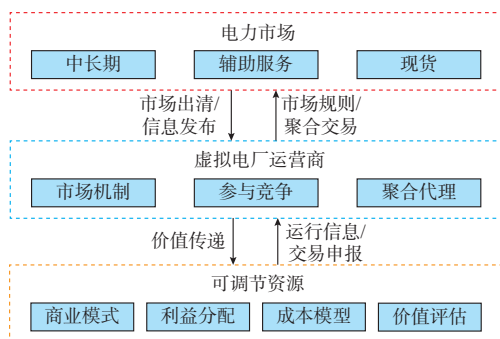 电力市场
中长期
辅助服务
现货
市场出清/
信息发布
市场规则/
聚合交易
虚拟电厂运营商
市场机制
参与竞争
聚合代理
价值传递
运行信息/
交易申报
可调节资源
商业模式
利益分配
成本模型
价值评估